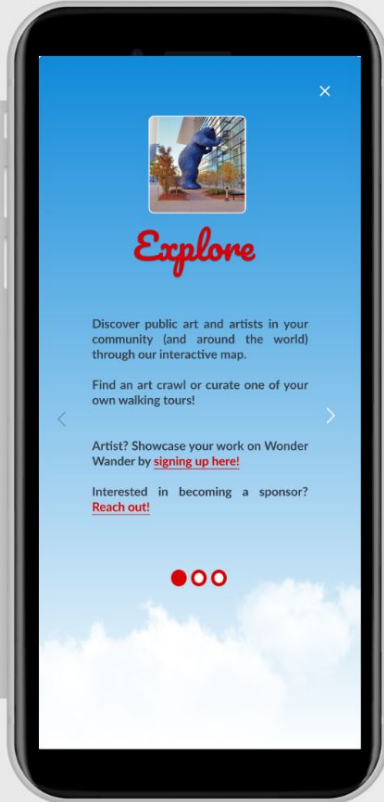 Explore
Discover public art and artists in your
community (and around the world)
through our interactive map.
Find an art crawl or curate one of your
own walking tours!
Artist? Showcase your work on Wonder
Wander by signing up here!
Interested in becoming a sponsor?
Reach out!